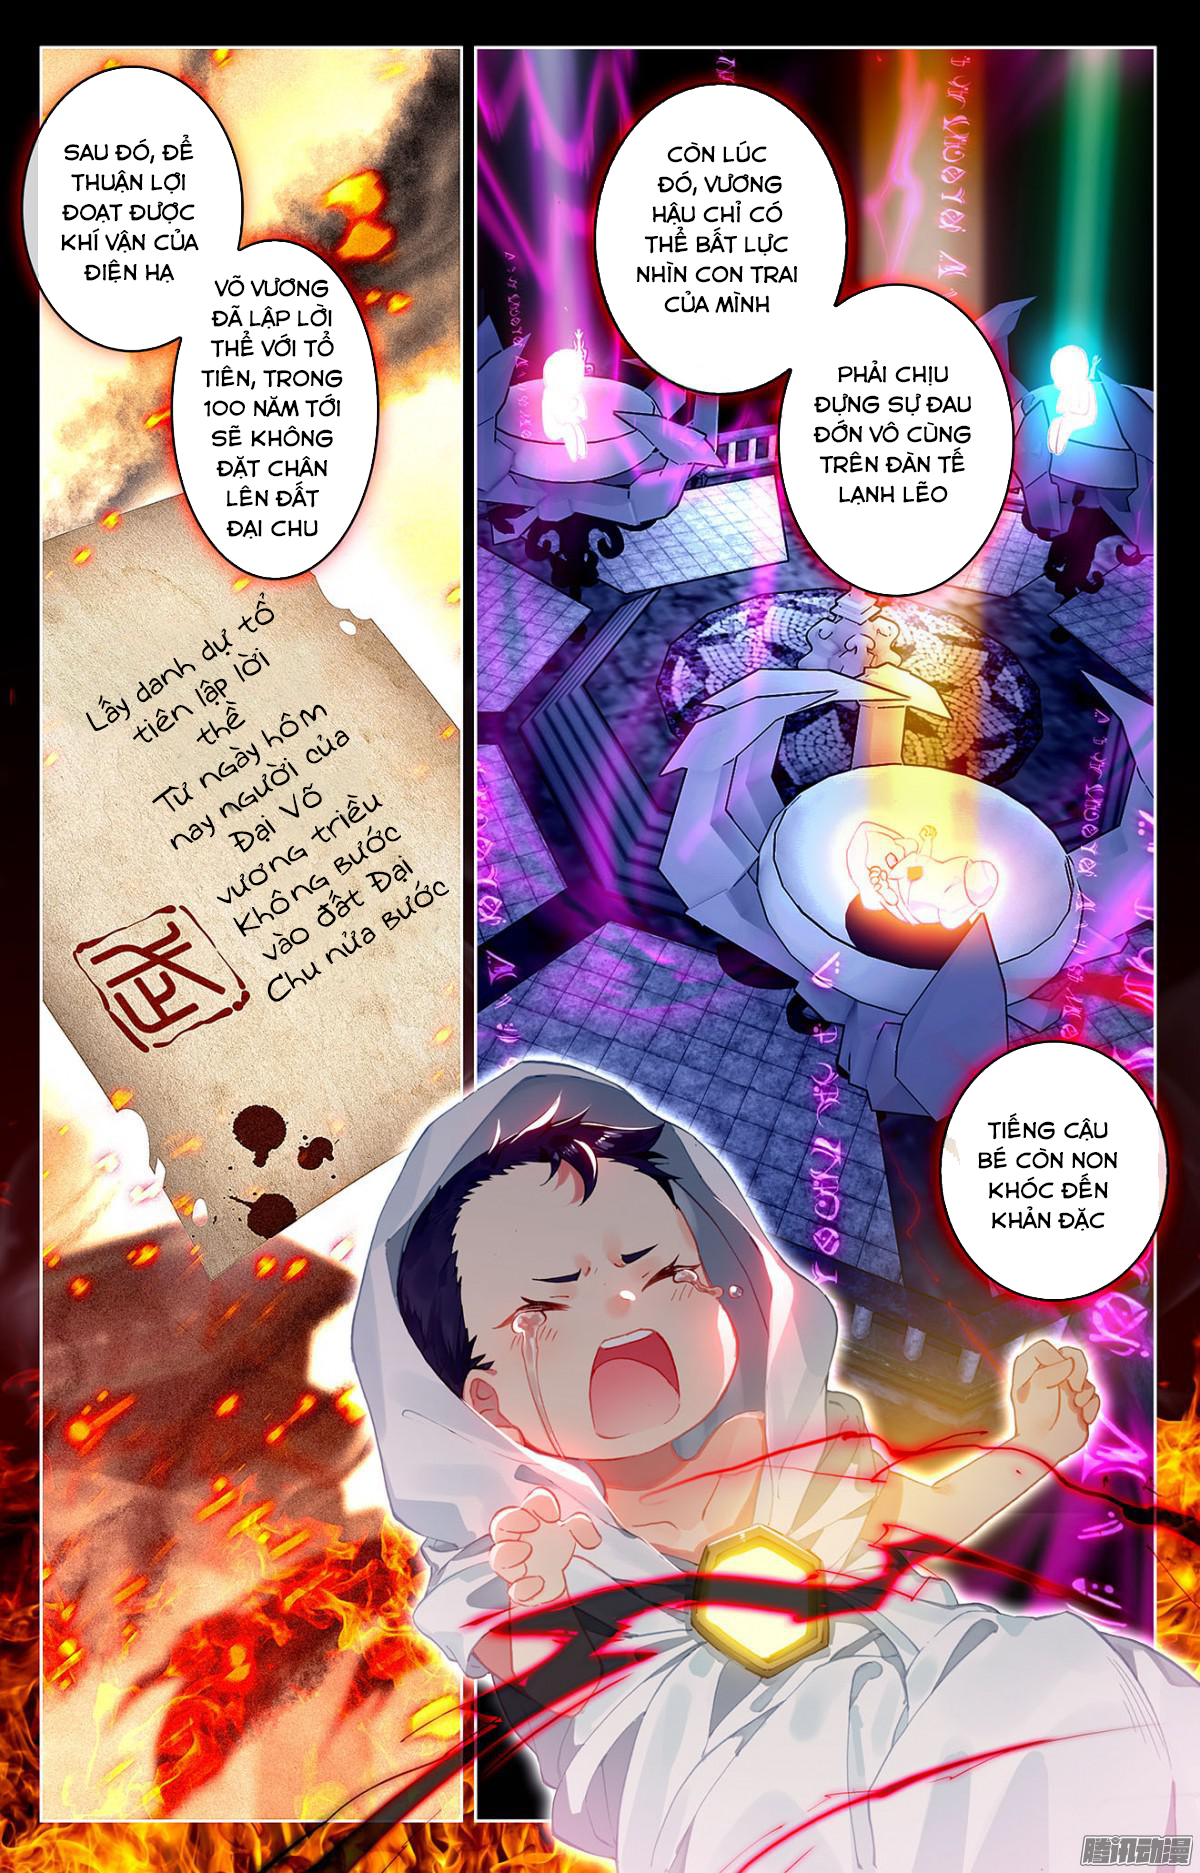 SAU ĐÓ, ĐỂ
THUẬN LỢI
ĐOẠT ĐƯỢC
KHÍ VẬN CỦA
ĐIỆN HẠ
VÕ VƯƠNG
ĐÃ LẬP LỜI
THỀ VỚI TỔ
TIÊN, TRONG
100 NĂM TỚI
SẼ KHÔNG
ĐẶT CHÂN
LÊN ĐẤT
ĐẠI CHU
Lấy danh dự tổ
tiên lập lời
thề
Từ ngày hôm
nay người của
Đại Võ
vương triều
không bước
vào đất Đại
Chu nửa bước
武
CÒN LÚC
ĐÓ, VƯƠNG
HẬU CHỈ CÓ
THỂ BẤT LỰC
NHÌN CON TRAI
CỦA MÌNH
PHẢI CHỊU
ĐỰNG SỰ ĐAU
ĐỚN VÔ CÙNG
TRÊN ĐÀN TẾ
LẠNH LẼO
TIẾNG CẬU
BÉ CÒN NON
KHÓC ĐẾN
KHẢN ĐẶC
腾讯动漫